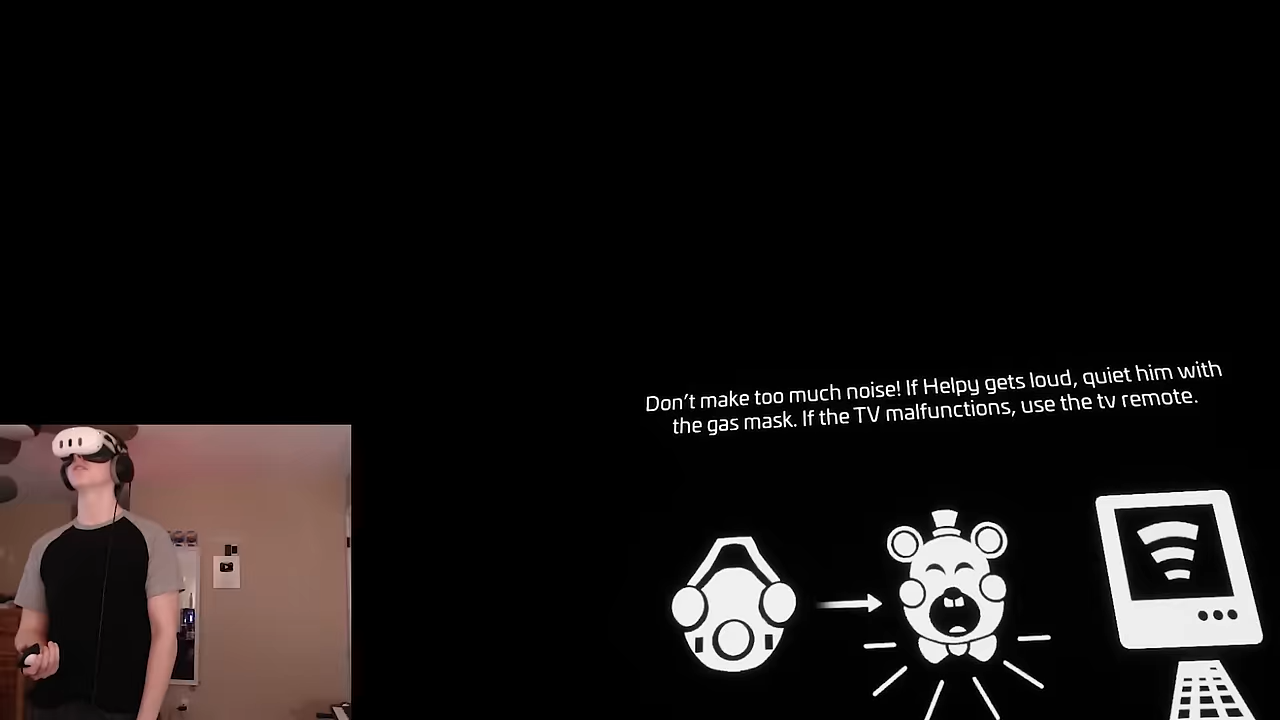 Don't make too much noise! If Helpy gets loud, quiet him with
the gas mask. If the TV malfunctions, use the tv remote.